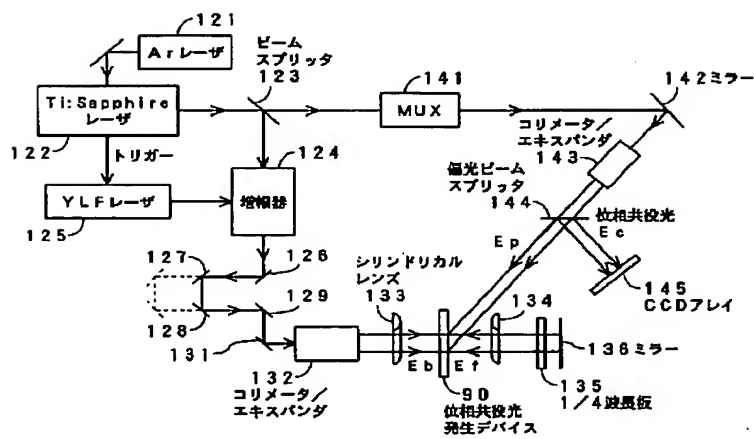 121
Arレーザ
ビーム
スプリッタ
123
141
MUX
142ミラー
Ti:Sapphire
レーザ
122
トリガー
124
増幅器
YLFレーザ
125
コリメータ/
エキスパンダ
143
偏光ビーム
スプリッタ
144
位相共役光
Ec
Ep
145
CCDアレイ
127
126
128
129
131
シリンドリカル
レンズ
133
134
132
コリメータ/
エキスパンダ
Eb
Ef
136ミラー
135
1/4波長板
90
位相共役光
発生デバイス